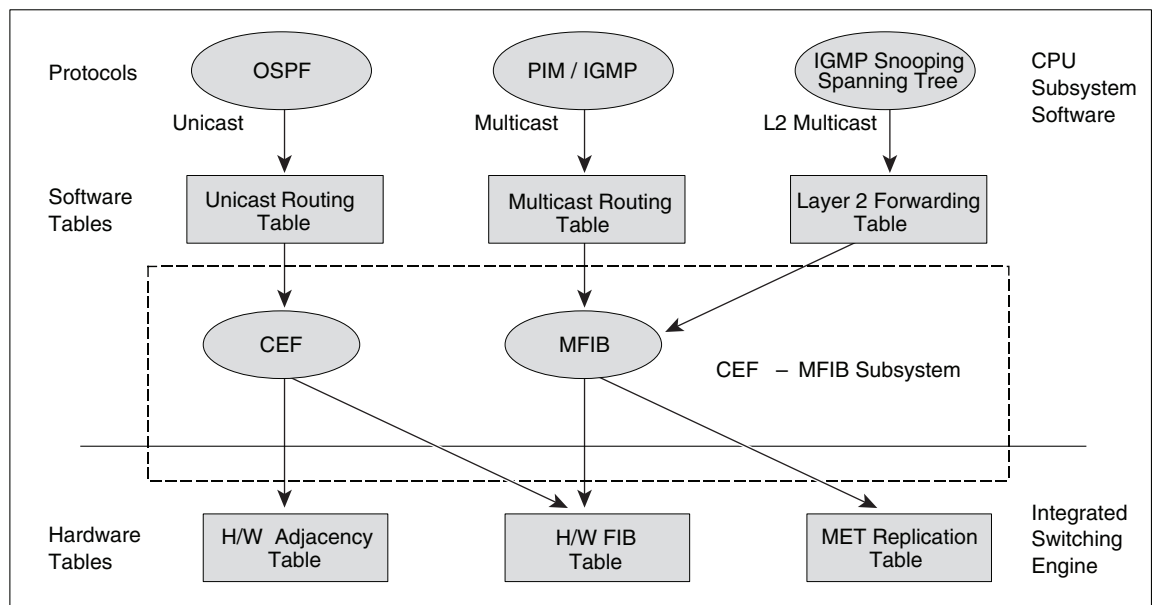 Protocols
OSPF
PIM / IGMP
IGMP Snooping
Spanning Tree
CPU
Subsystem
Software
Unicast
Multicast
L2 Multicast
Software
Tables
Unicast Routing
Table
Multicast Routing
Table
Layer 2 Forwarding
Table
CEF
MFIB
CEF – MFIB Subsystem
Hardware
Tables
H/W Adjacency
Table
H/W FIB
Table
MET Replication
Table
Integrated
Switching
Engine